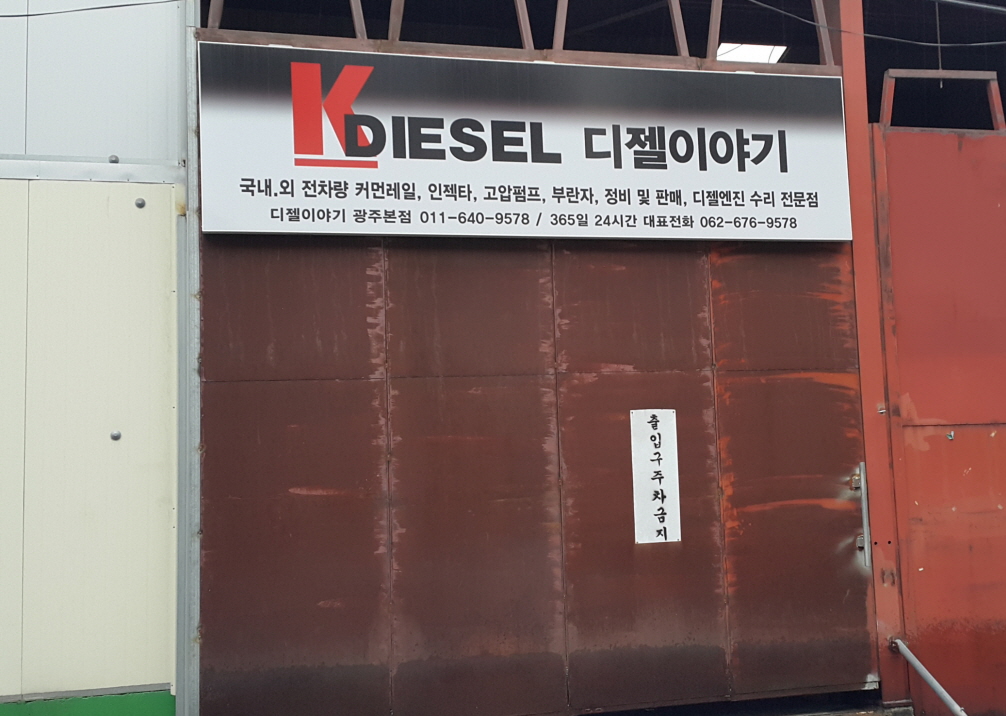 KDIESEL 디젤이야기
국내.외 전차량 커먼레일, 인젝타, 고압펌프, 부란자, 정비 및 판매, 디젤엔진 수리 전문점
디젤이야기 광주본점 011-640-9578 / 365일 24시간 대표전화 062-676-9578
출입구주차금지